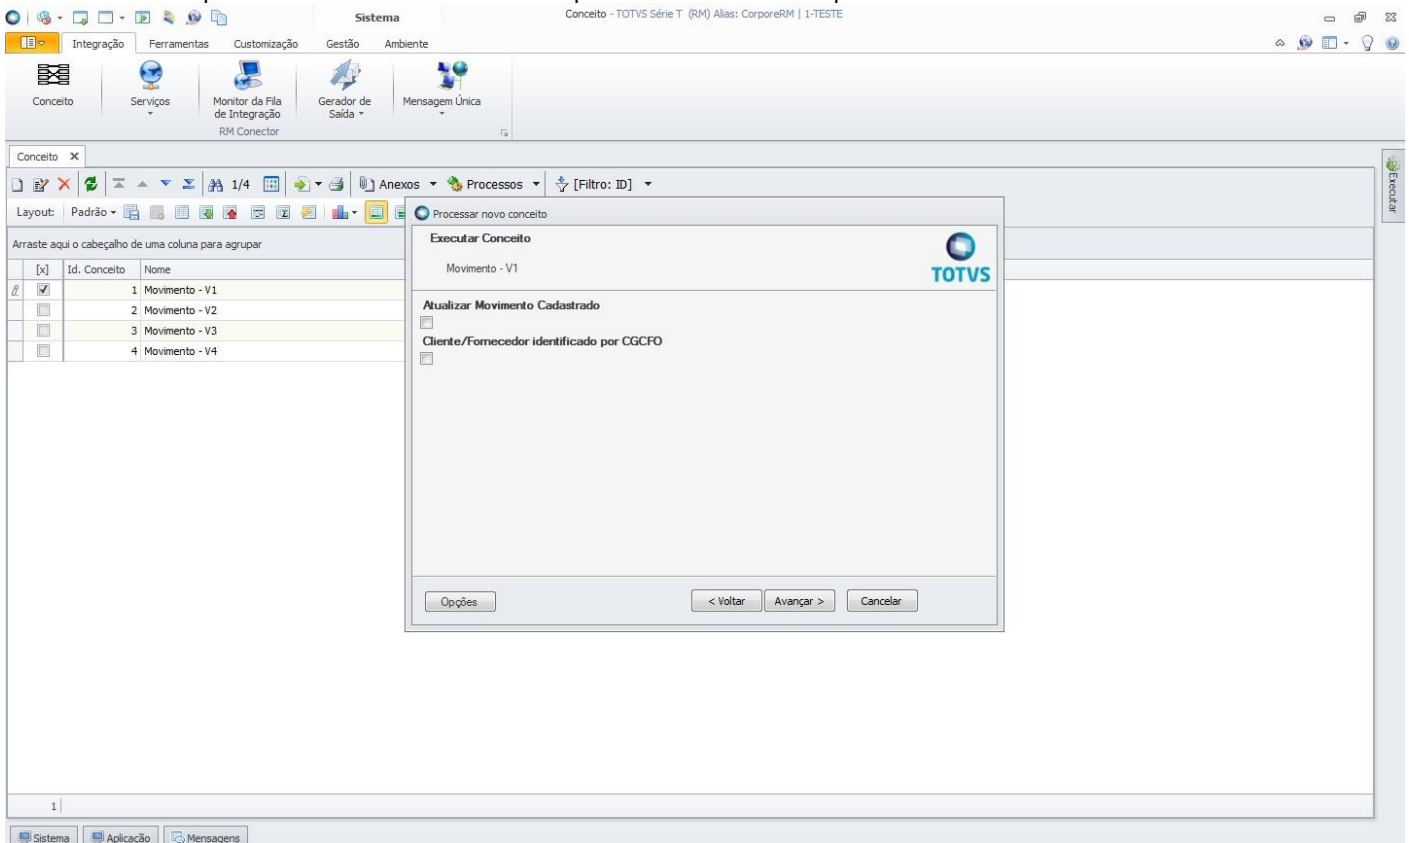 Sistema
Conceito - TOTVS Série T (RM) Alias: CorporeRM | 1-TESTE
Integração Ferramentas Customização Gestão Ambiente
Conceito
Serviços
Monitor da Fila
de Integração
Gerador de
Saída
Mensagem Única
RM Conector
Conceito X
1/4 Anexos Processos [Filtro: ID]
Executar
Layout: Padrão
Arraste aqui o cabeçalho de uma coluna para agrupar
[x] Id. Conceito Nome
1 Movimento - V1
2 Movimento - V2
3 Movimento - V3
4 Movimento - V4
Processar novo conceito
Executar Conceito
Movimento - V1
TOTVS
Atualizar Movimento Cadastrado
Cliente/Fornecedor identificado por CGCFO
Opções < Voltar Avançar > Cancelar
1
Sistema Aplicação Mensagens